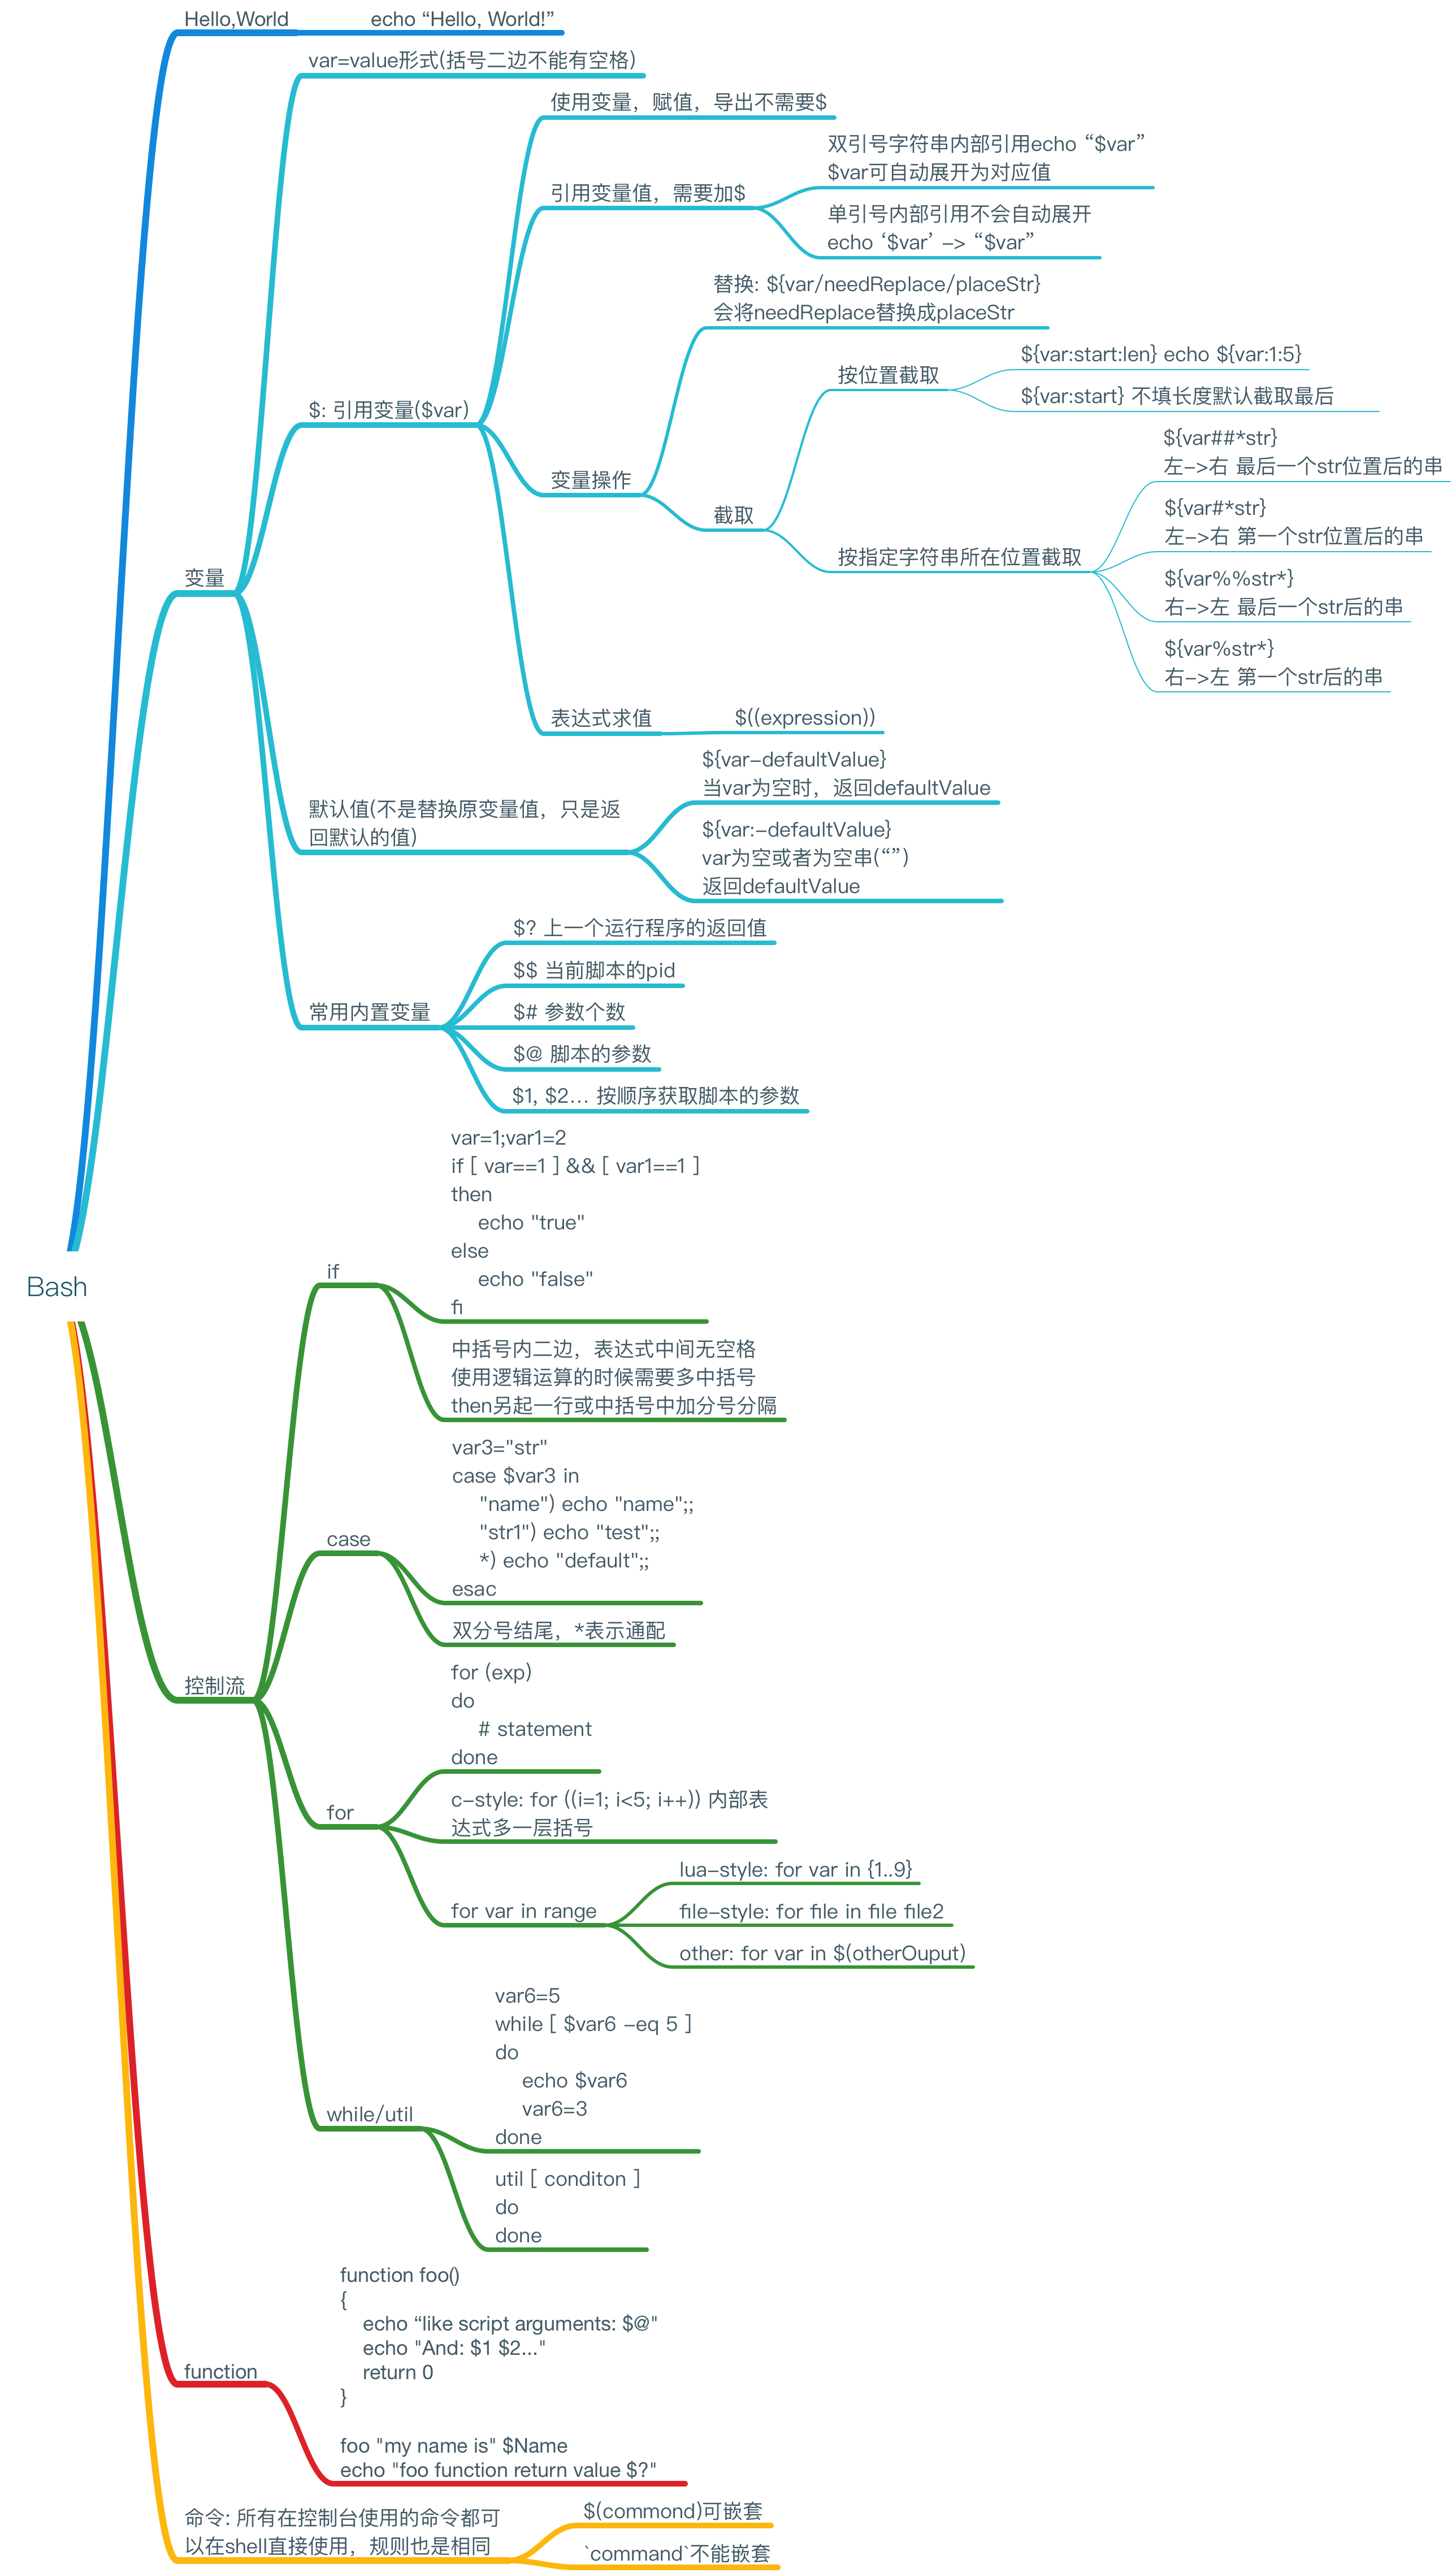 Hello,World
echo “Hello, World!”
var=value形式(括号二边不能有空格)
使用变量，赋值，导出不需要$
双引号字符串内部引用echo “$var”
$var可自动展开为对应值
引用变量值，需要加$
单引号内部引用不会自动展开
echo ‘$var’ -> “$var”
替换: ${var/needReplace/placeStr}
会将needReplace替换成placeStr
${var:start:len} echo ${var:1:5}
按位置截取
${var:start} 不填长度默认截取最后
$: 引用变量($var)
${var##*str}
左->右 最后一个str位置后的串
变量操作
${var#*str}
左->右 第一个str位置后的串
截取
按指定字符串所在位置截取
${var%%str*}
右->左 最后一个str后的串
变量
${var%str*}
右->左 第一个str后的串
表达式求值
$((expression))
${var-defaultValue}
当var为空时，返回defaultValue
默认值(不是替换原变量值，只是返
回默认的值)
${var:-defaultValue}
var为空或者为空串(“”)
返回defaultValue
$? 上一个运行程序的返回值
$$ 当前脚本的pid
常用内置变量
$# 参数个数
$@ 脚本的参数
$1, $2... 按顺序获取脚本的参数
Bash
var=1;var1=2
if [ var==1 ] && [ var1==1 ]
then
echo "true"
else
echo "false"
fi
if
中括号内二边，表达式中间无空格
使用逻辑运算的时候需要多中括号
then另起一行或中括号中加分号分隔
var3="str"
case $var3 in
"name") echo "name";;
"str1") echo "test";;
*) echo "default";;
esac
case
双分号结尾，*表示通配
控制流
for (exp)
do
# statement
done
for
c-style: for ((i=1; i<5; i++)) 内部表
达式多一层括号
for var in range
lua-style: for var in {1..9}
file-style: for file in file file2
other: for var in $(otherOuput)
var6=5
while [ $var6 -eq 5 ]
do
echo $var6
var6=3
done
while/util
util [ conditon ]
do
done
function
function foo()
{
echo “like script arguments: $@"
echo "And: $1 $2..."
return 0
}
foo "my name is" $Name
echo "foo function return value $?"
命令: 所有在控制台使用的命令都可
以在shell直接使用，规则也是相同
$(commond)可嵌套
`command`不能嵌套